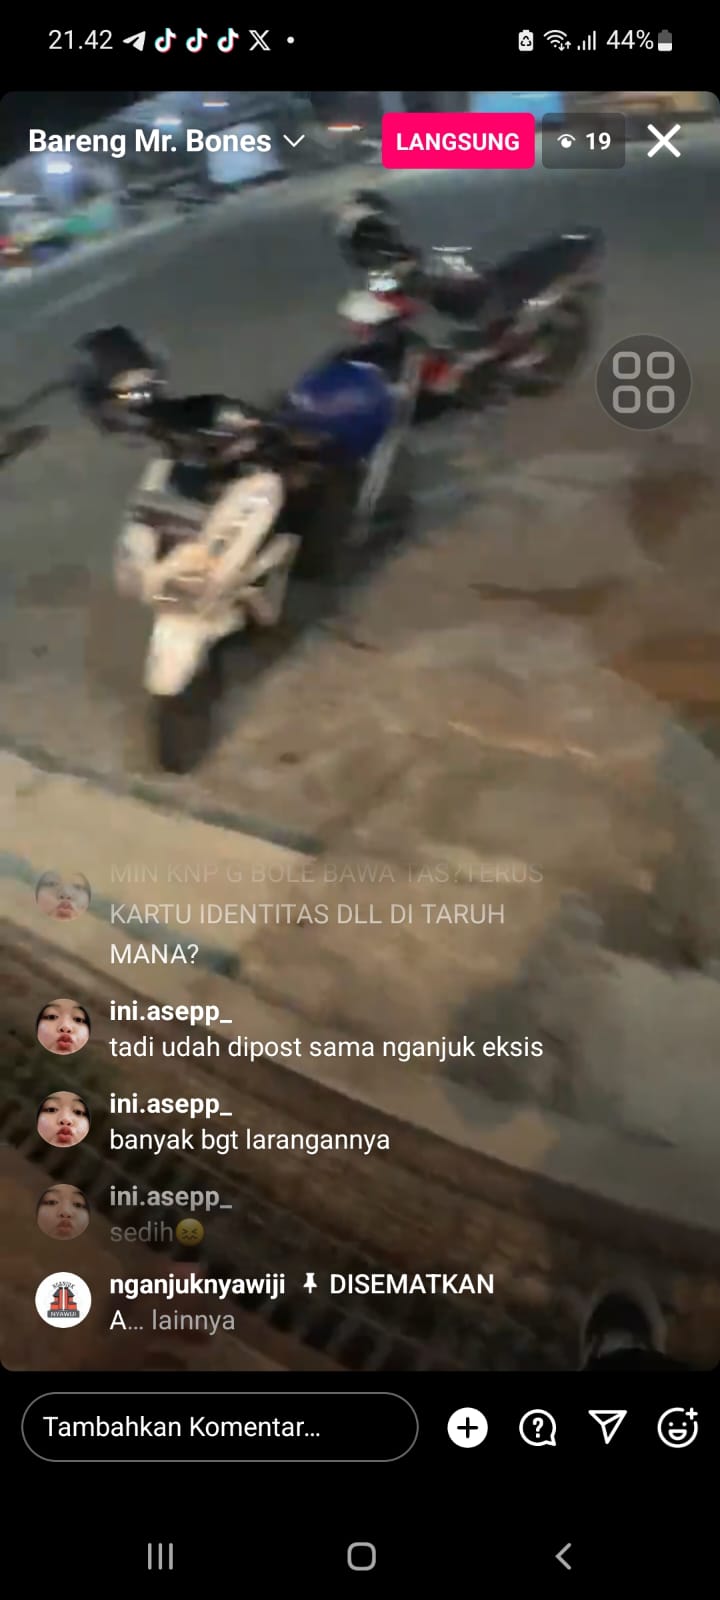 21.42
44%
Bareng Mr. Bones
LANGSUNG
19
MIN KNP G BOLE BAWA TAS?TERUS
KARTU IDENTITAS DLL DI TARUH
MANA?
ini.asepp_
tadi udah dipost sama nganjuk eksis
ini.asepp_
banyak bgt larangannya
ini.asepp_
sedih😖
NGANJUK
NYAWIJI
nganjuknyawiji DISEMATKAN
A... lainnya
Tambahkan Komentar...